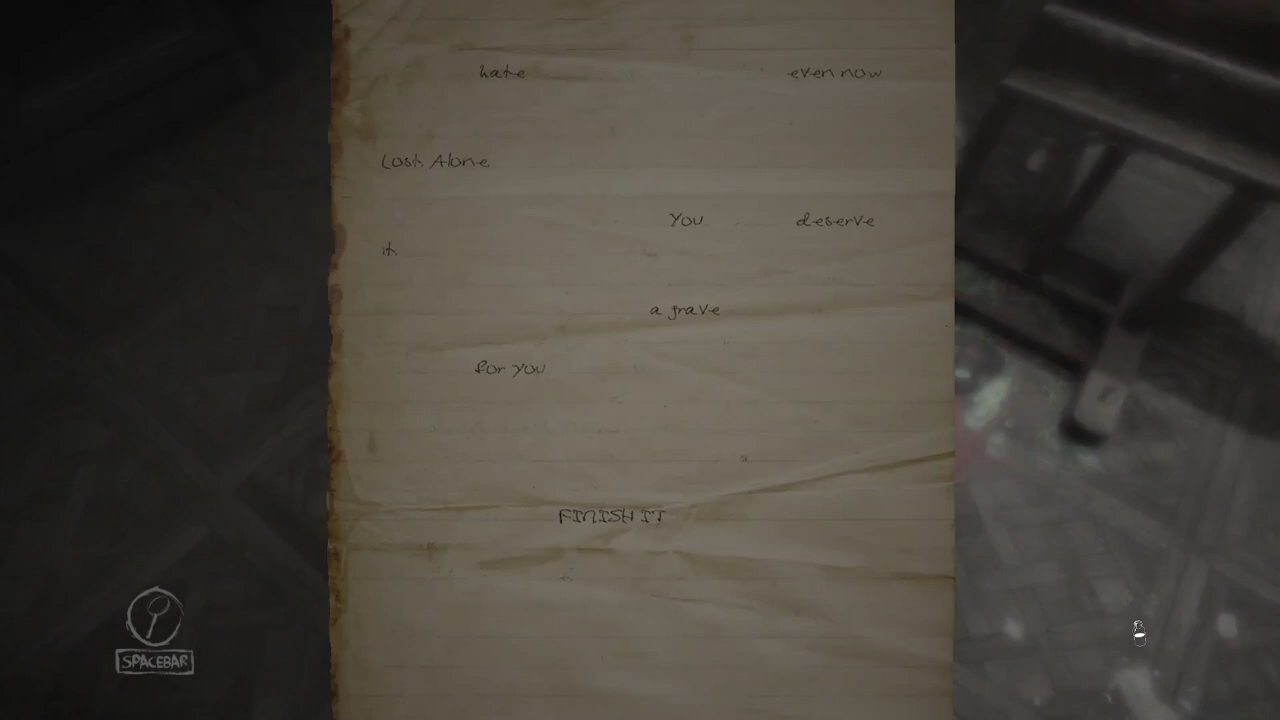 hate even now
Lost. Alone.
You deserve
it.
a grave
for you
FINISH IT
SPACEBAR